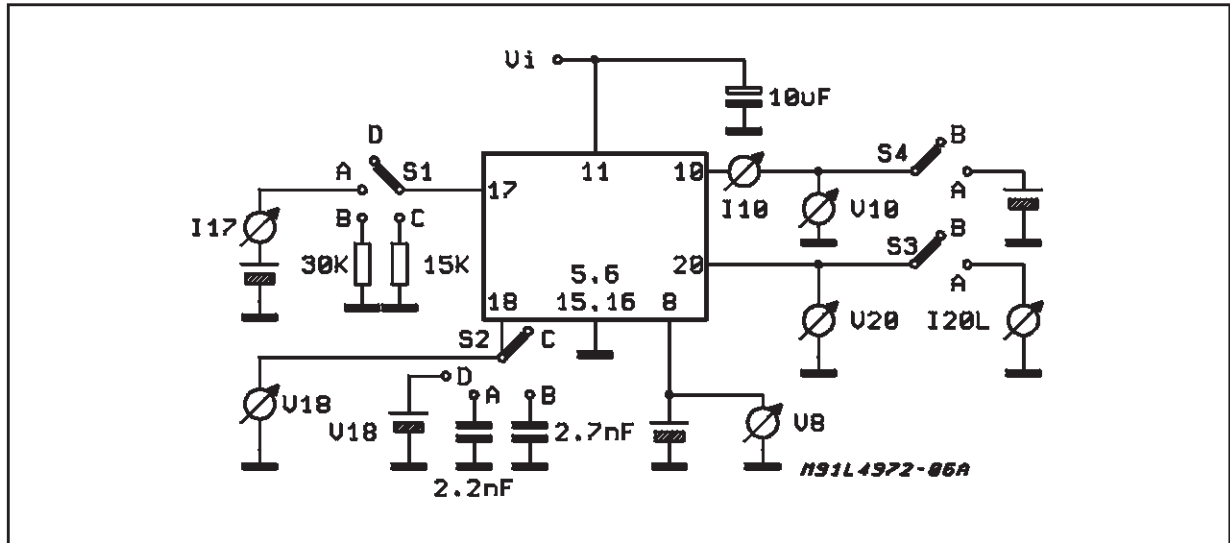 Vi
10uF
D
A
S1
17
11
10
S4
B
A
I17
B
C
I10
V10
30K
15K
S3
B
A
20
5.6
15.16
18
8
S2
C
V20
I20L
D
A
B
V18
V18
2.7nF
V8
2.2nF
M91L4972-06A